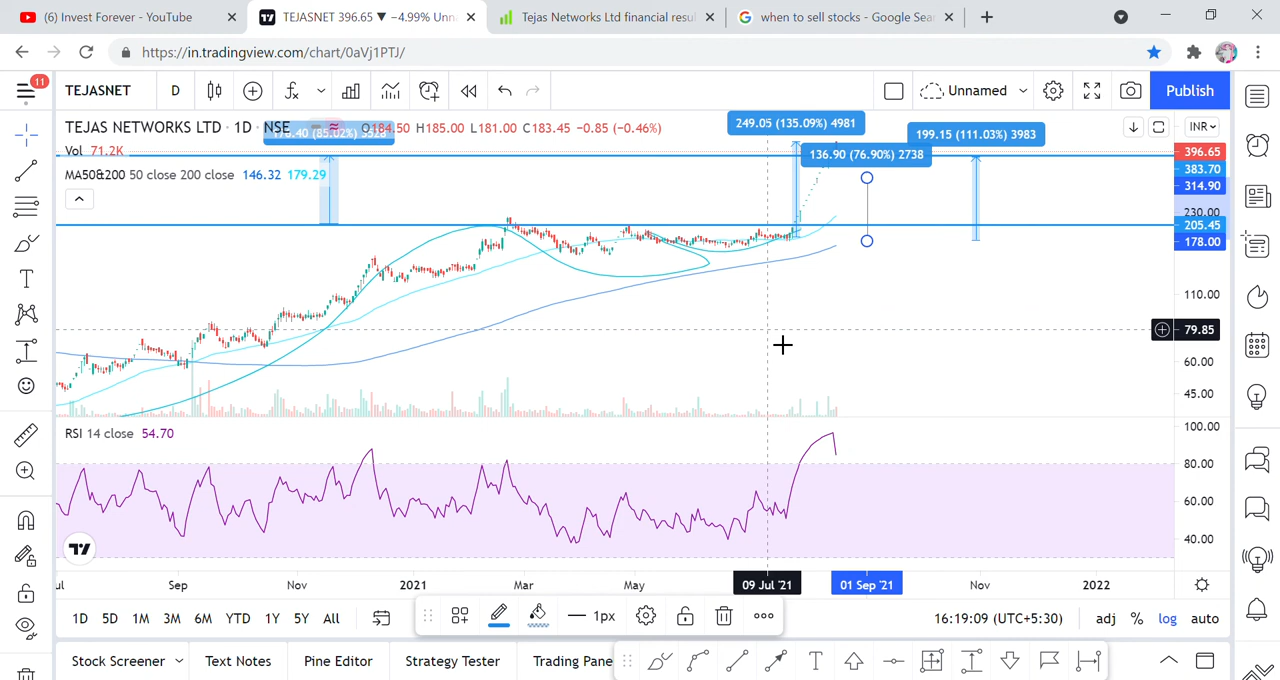 (6) Invest Forever - YouTube
TEJASNET 396.65 ▼ −4.99% Unna
Tejas Networks Ltd financial resul
when to sell stocks - Google Sear
https://in.tradingview.com/chart/0aVj1PTJ/
11
TEJASNET
D
Unnamed
Publish
TEJAS NETWORKS LTD · 1D · NSE
O184.50 H185.00 L181.00 C183.45 −0.85 (−0.46%)
Vol 71.2K
MA50&200 50 close 200 close 146.32 179.29
249.05 (135.09%) 4981
199.15 (111.03%) 3983
136.90 (76.90%) 2738
INR
396.65
383.70
314.90
230.00
205.45
178.00
110.00
79.85
60.00
45.00
RSI 14 close 54.70
100.00
80.00
60.00
40.00
Sep
Nov
2021
Mar
May
09 Jul '21
01 Sep '21
Nov
2022
1D 5D 1M 3M 6M YTD 1Y 5Y All
1px
16:19:09 (UTC+5:30)
adj % log auto
Stock Screener
Text Notes
Pine Editor
Strategy Tester
Trading Pane